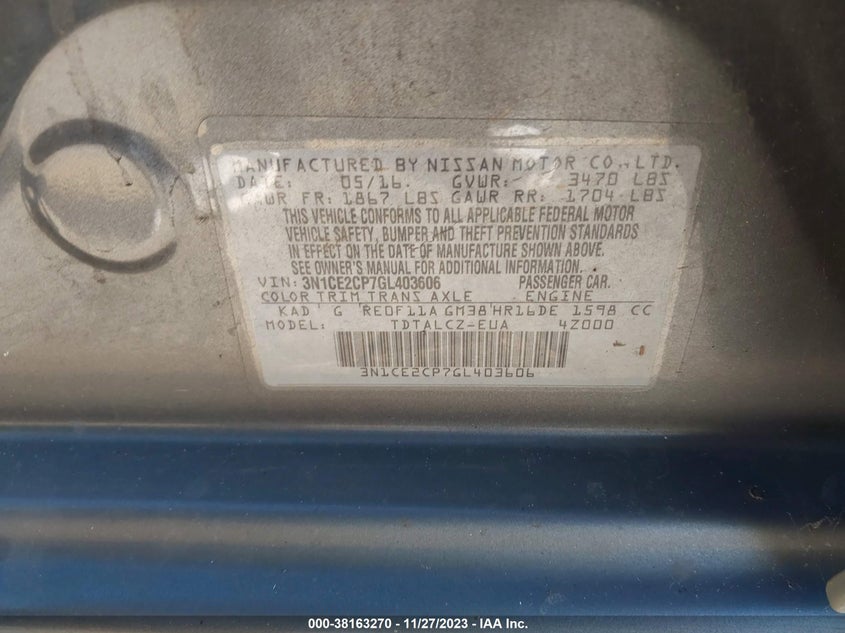 MANUFACTURED BY NISSAN MOTOR CO., LTD.
DATE: 05/16. GVWR: 3470 LBS
GAWR FR: 1867 LBS GAWR RR: 1704 LBS
THIS VEHICLE CONFORMS TO ALL APPLICABLE FEDERAL MOTOR
VEHICLE SAFETY, BUMPER AND THEFT PREVENTION STANDARDS
IN EFFECT ON THE DATE OF MANUFACTURE SHOWN ABOVE.
SEE OWNER'S MANUAL FOR ADDITIONAL INFORMATION.
VIN: 3N1CE2CP7GL403606 PASSENGER CAR.
COLOR TRIM TRANS AXLE ENGINE
KAD G RE0F11A GM38 HR16DE 1598 CC
MODEL: TDTALCZ-EUA 4Z000
3N1CE2CP7GL403606
000-38163270 - 11/27/2023 - IAA Inc.